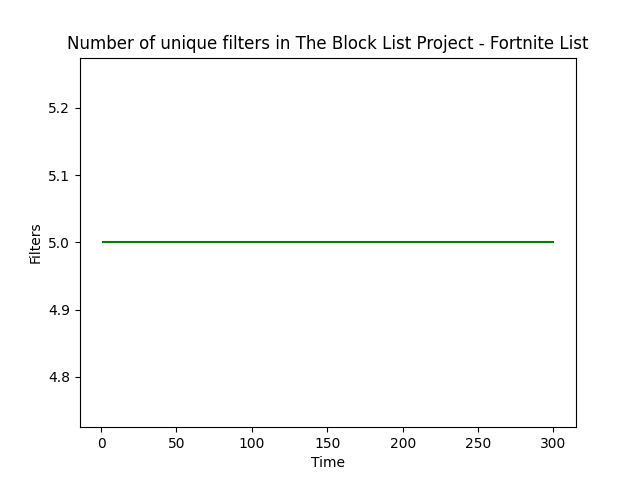 Number of unique filters in The Block List Project - Fortnite List
5.2
5.1
5.0
4.9
4.8
Filters
0 50 100 150 200 250 300
Time